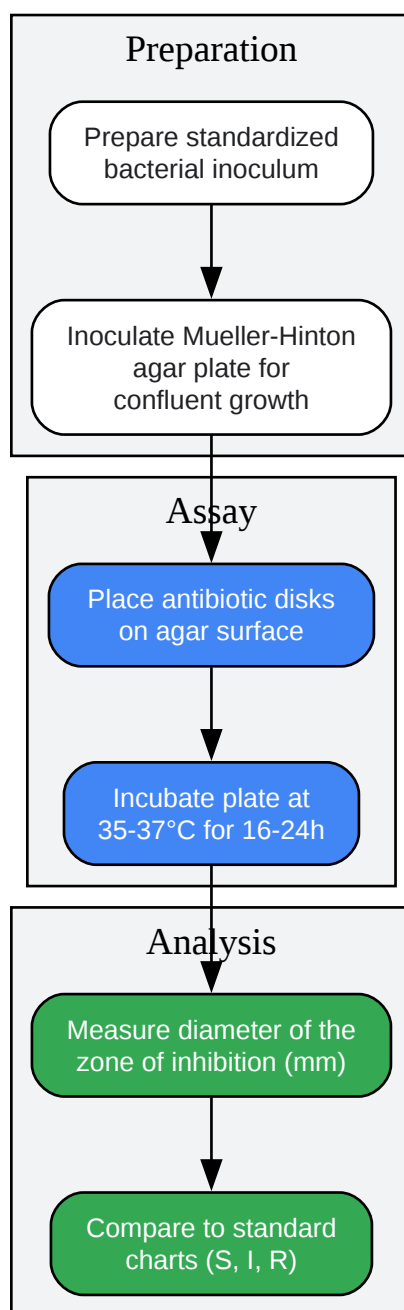 Preparation
Prepare standardized
bacterial inoculum
Inoculate Mueller-Hinton
agar plate for
confluent growth
Assay
Place antibiotic disks
on agar surface
Incubate plate at
35-37°C for 16-24h
Analysis
Measure diameter of the
zone of inhibition (mm)
Compare to standard
charts (S, I, R)